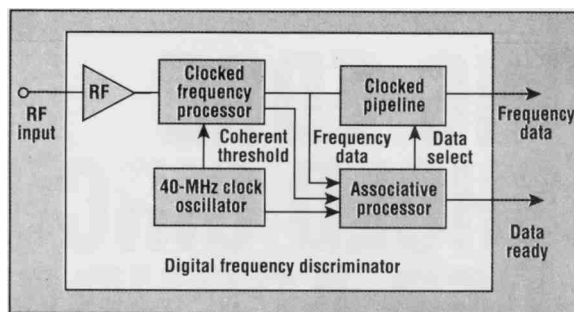 RF
input
RF
Clocked
frequency
processor
Clocked
pipeline
Frequency
data
Coherent
threshold
Frequency
data
Data
select
40-MHz clock
oscillator
Associative
processor
Data
ready
Digital frequency discriminator